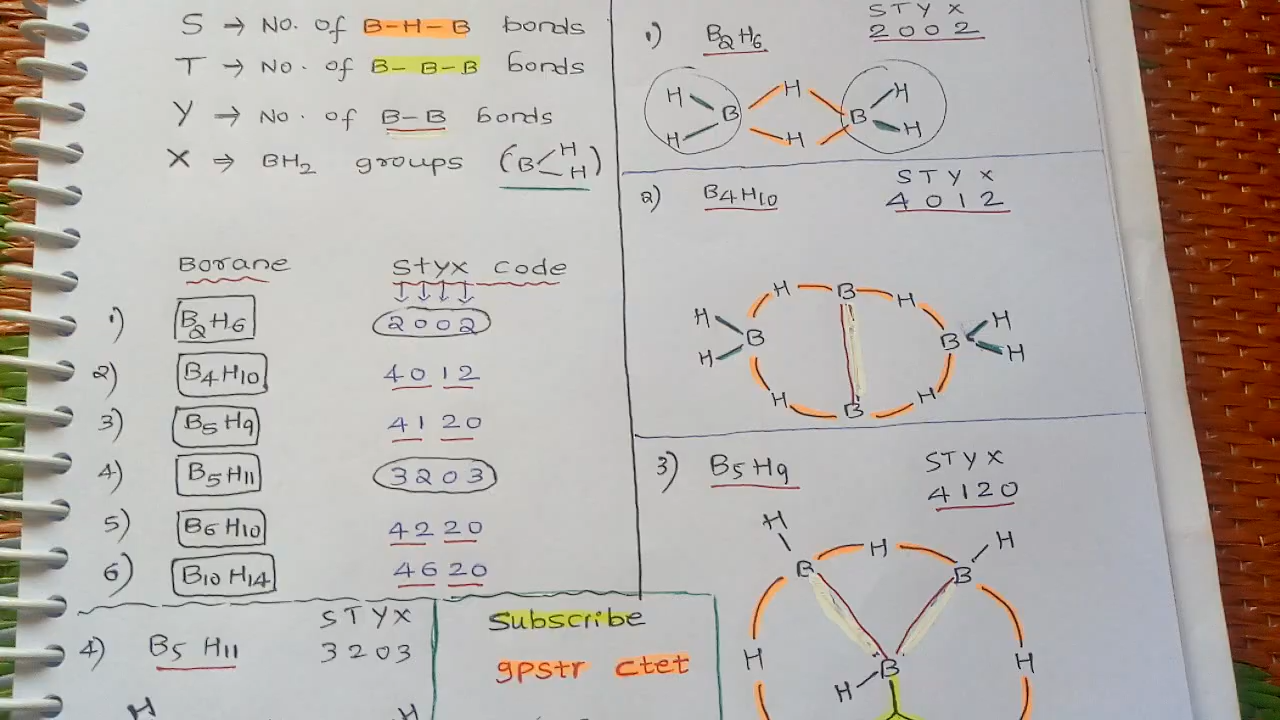 S → No. of B-H-B bonds
T → No. of B-B-B bonds
Y → No. of B-B bonds
X → BH2 groups (B<H H)
Borane styx code
1) B2H6 2002
2) B4H10 4012
3) B5H9 4120
4) B5H11 3203
5) B6H10 4220
6) B10H14 4620
STYX
4) B5H11 3203
H H
Subscribe
gpstr ctet
STYX
1) B2H6 2002
H H H
B B
H H H
STYX
2) B4H10 4012
H B H
H H
B B
H H
H H
B
STYX
3) B5H9 4120
H H H
B B
H H
B
H